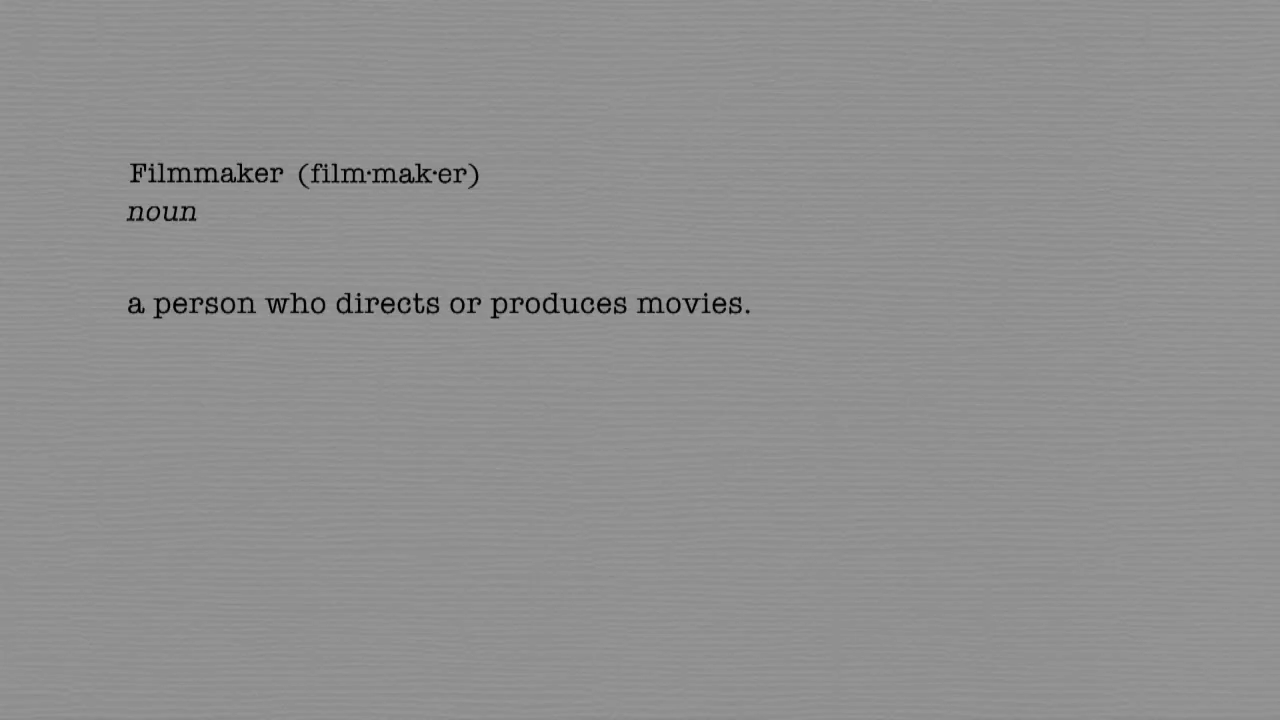 Filmmaker (film·mak·er)
noun
a person who directs or produces movies.